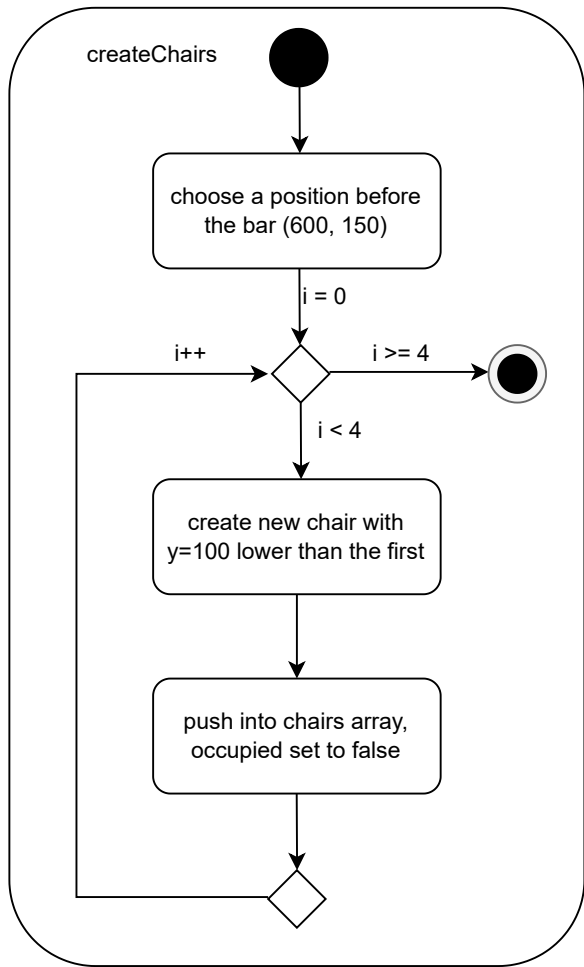 createChairs
choose a position before
the bar (600, 150)
i = 0
i++
i >= 4
i < 4
create new chair with
y=100 lower than the first
push into chairs array,
occupied set to false